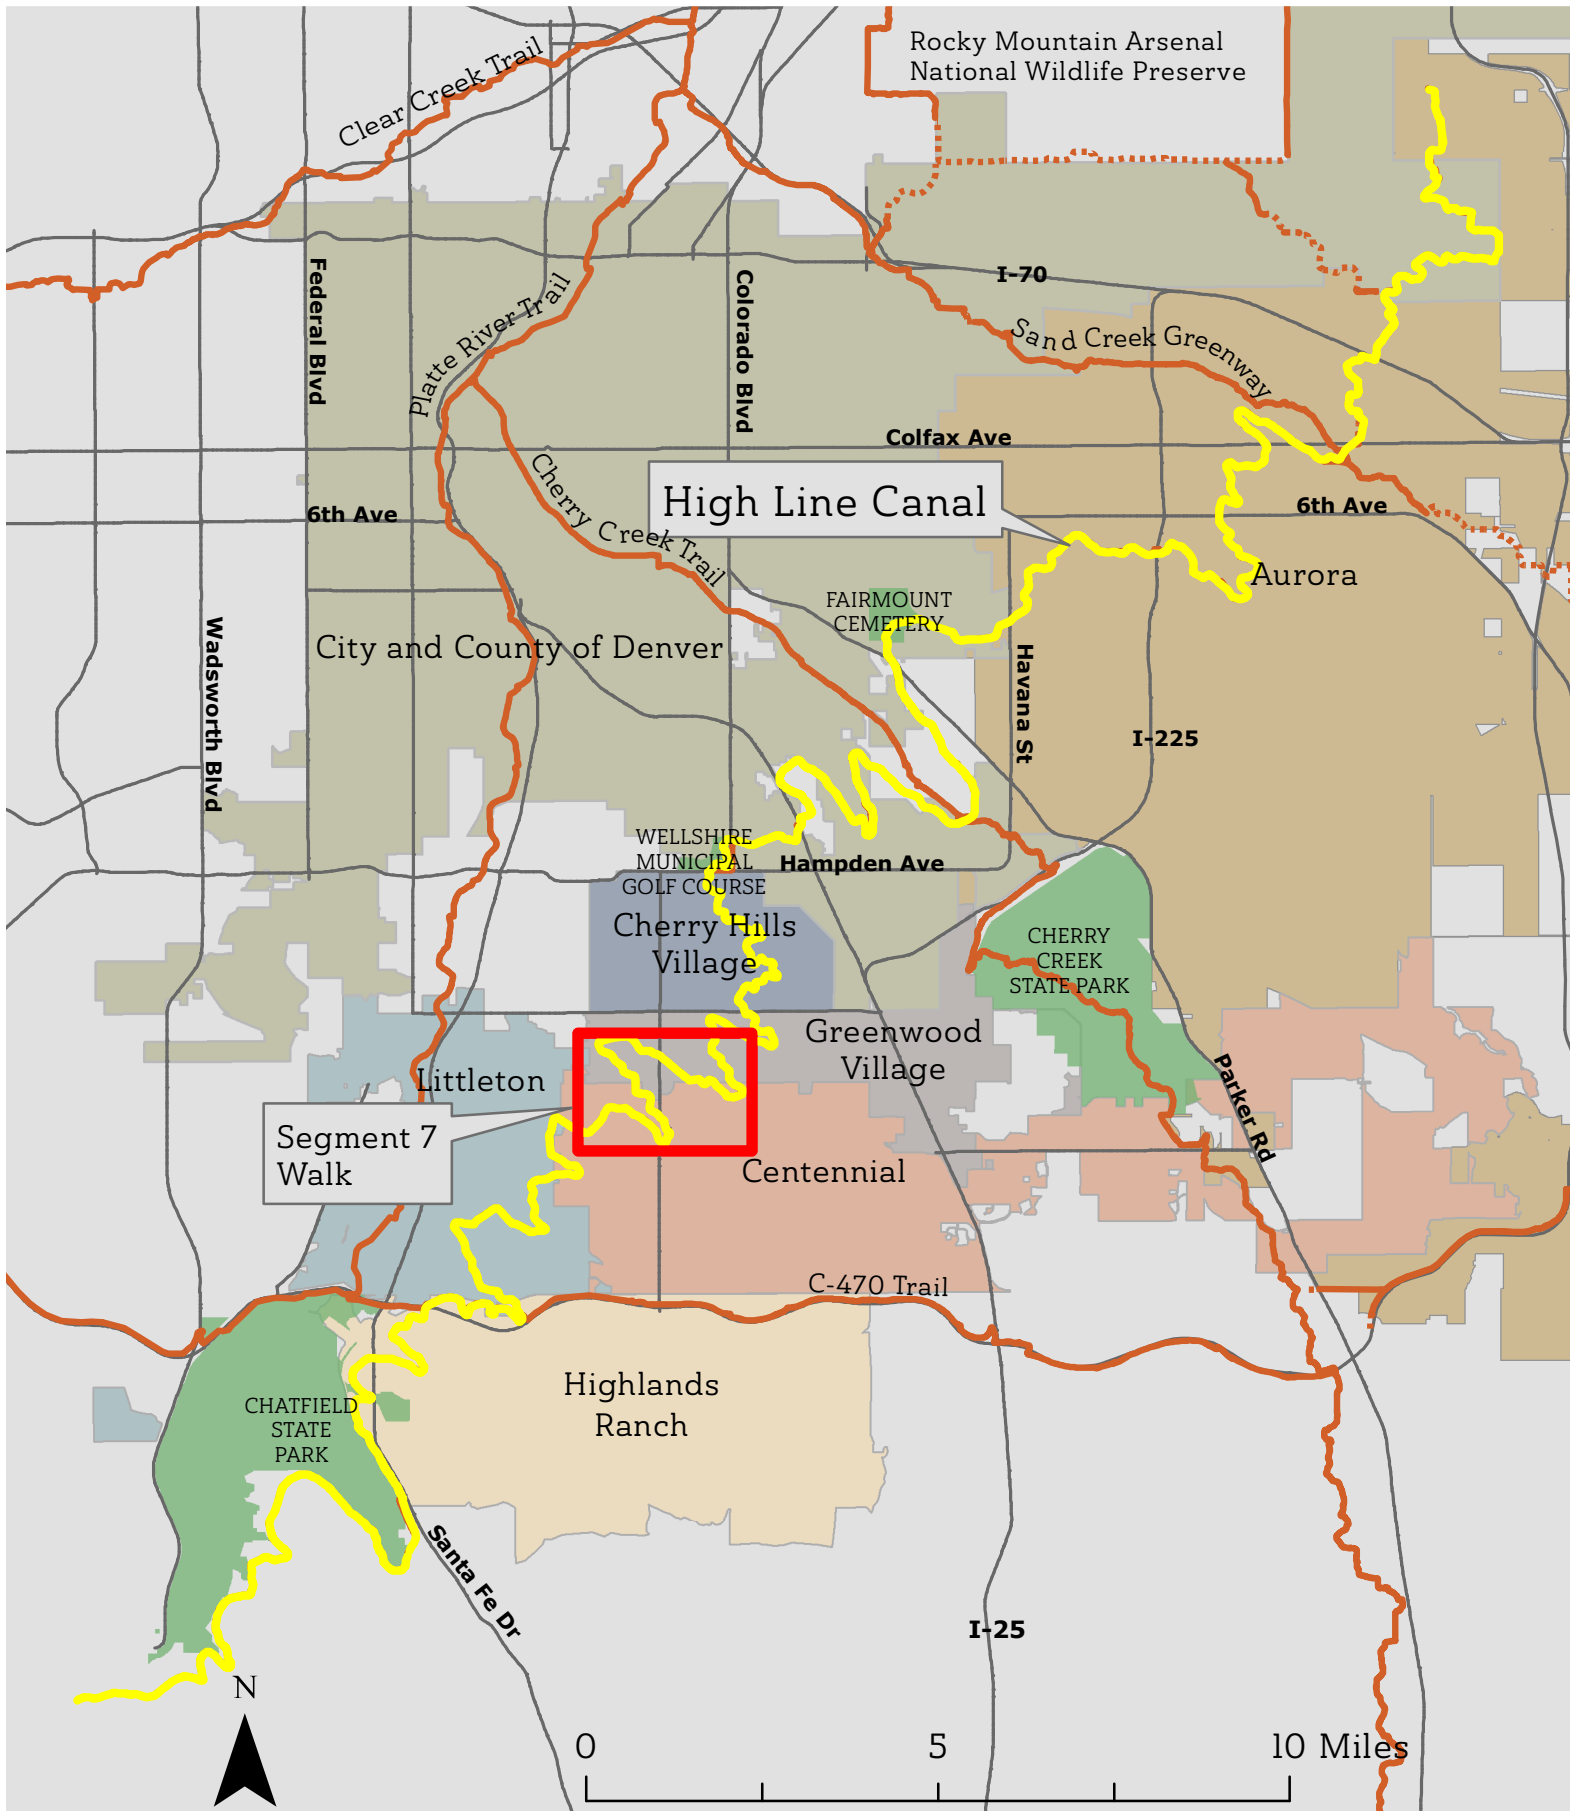 Rocky Mountain Arsenal
National Wildlife Preserve
Clear Creek Trail
I-70
Federal Blvd
Platte River Trail
Colorado Blvd
Sand Creek Greenway
Colfax Ave
High Line Canal
6th Ave
6th Ave
Cherry Creek Trail
Aurora
FAIRMOUNT
CEMETERY
City and County of Denver
Wadsworth Blvd
Havana St
I-225
WELLSHIRE
MUNICIPAL
GOLF COURSE
Hampden Ave
Cherry Hills
Village
CHERRY
CREEK
STATE PARK
Greenwood
Village
Littleton
Parker Rd
Segment 7
Walk
Centennial
C-470 Trail
Highlands
Ranch
CHATFIELD
STATE
PARK
Santa Fe Dr
I-25
N
0 5 10 Miles